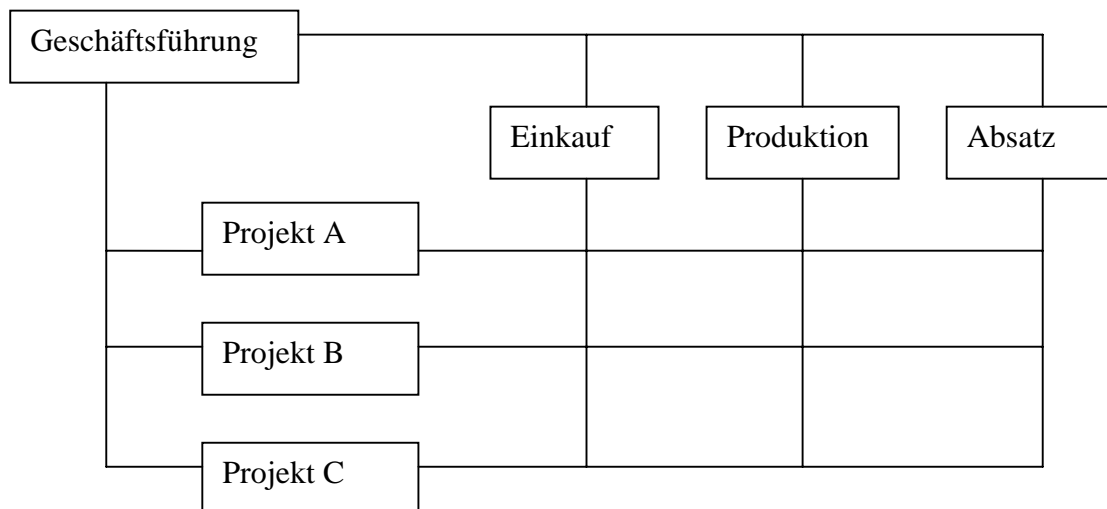 Geschäftsführung
Einkauf
Produktion
Absatz
Projekt A
Projekt B
Projekt C